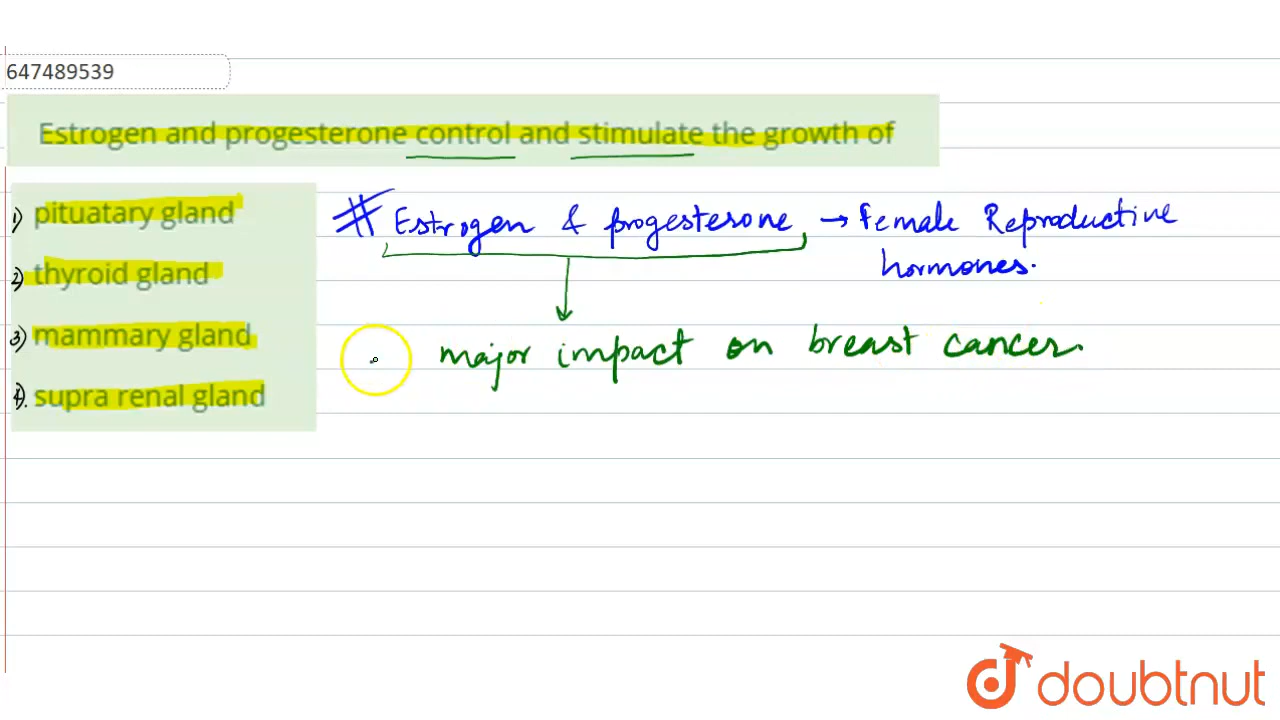 647489539
Estrogen and progesterone control and stimulate the growth of
1) pituatary gland
2) thyroid gland
3) mammary gland
4). supra renal gland
# Estrogen & progesterone, → Female Reproductive
hormones.
major impact on breast cancer.
doubtnut